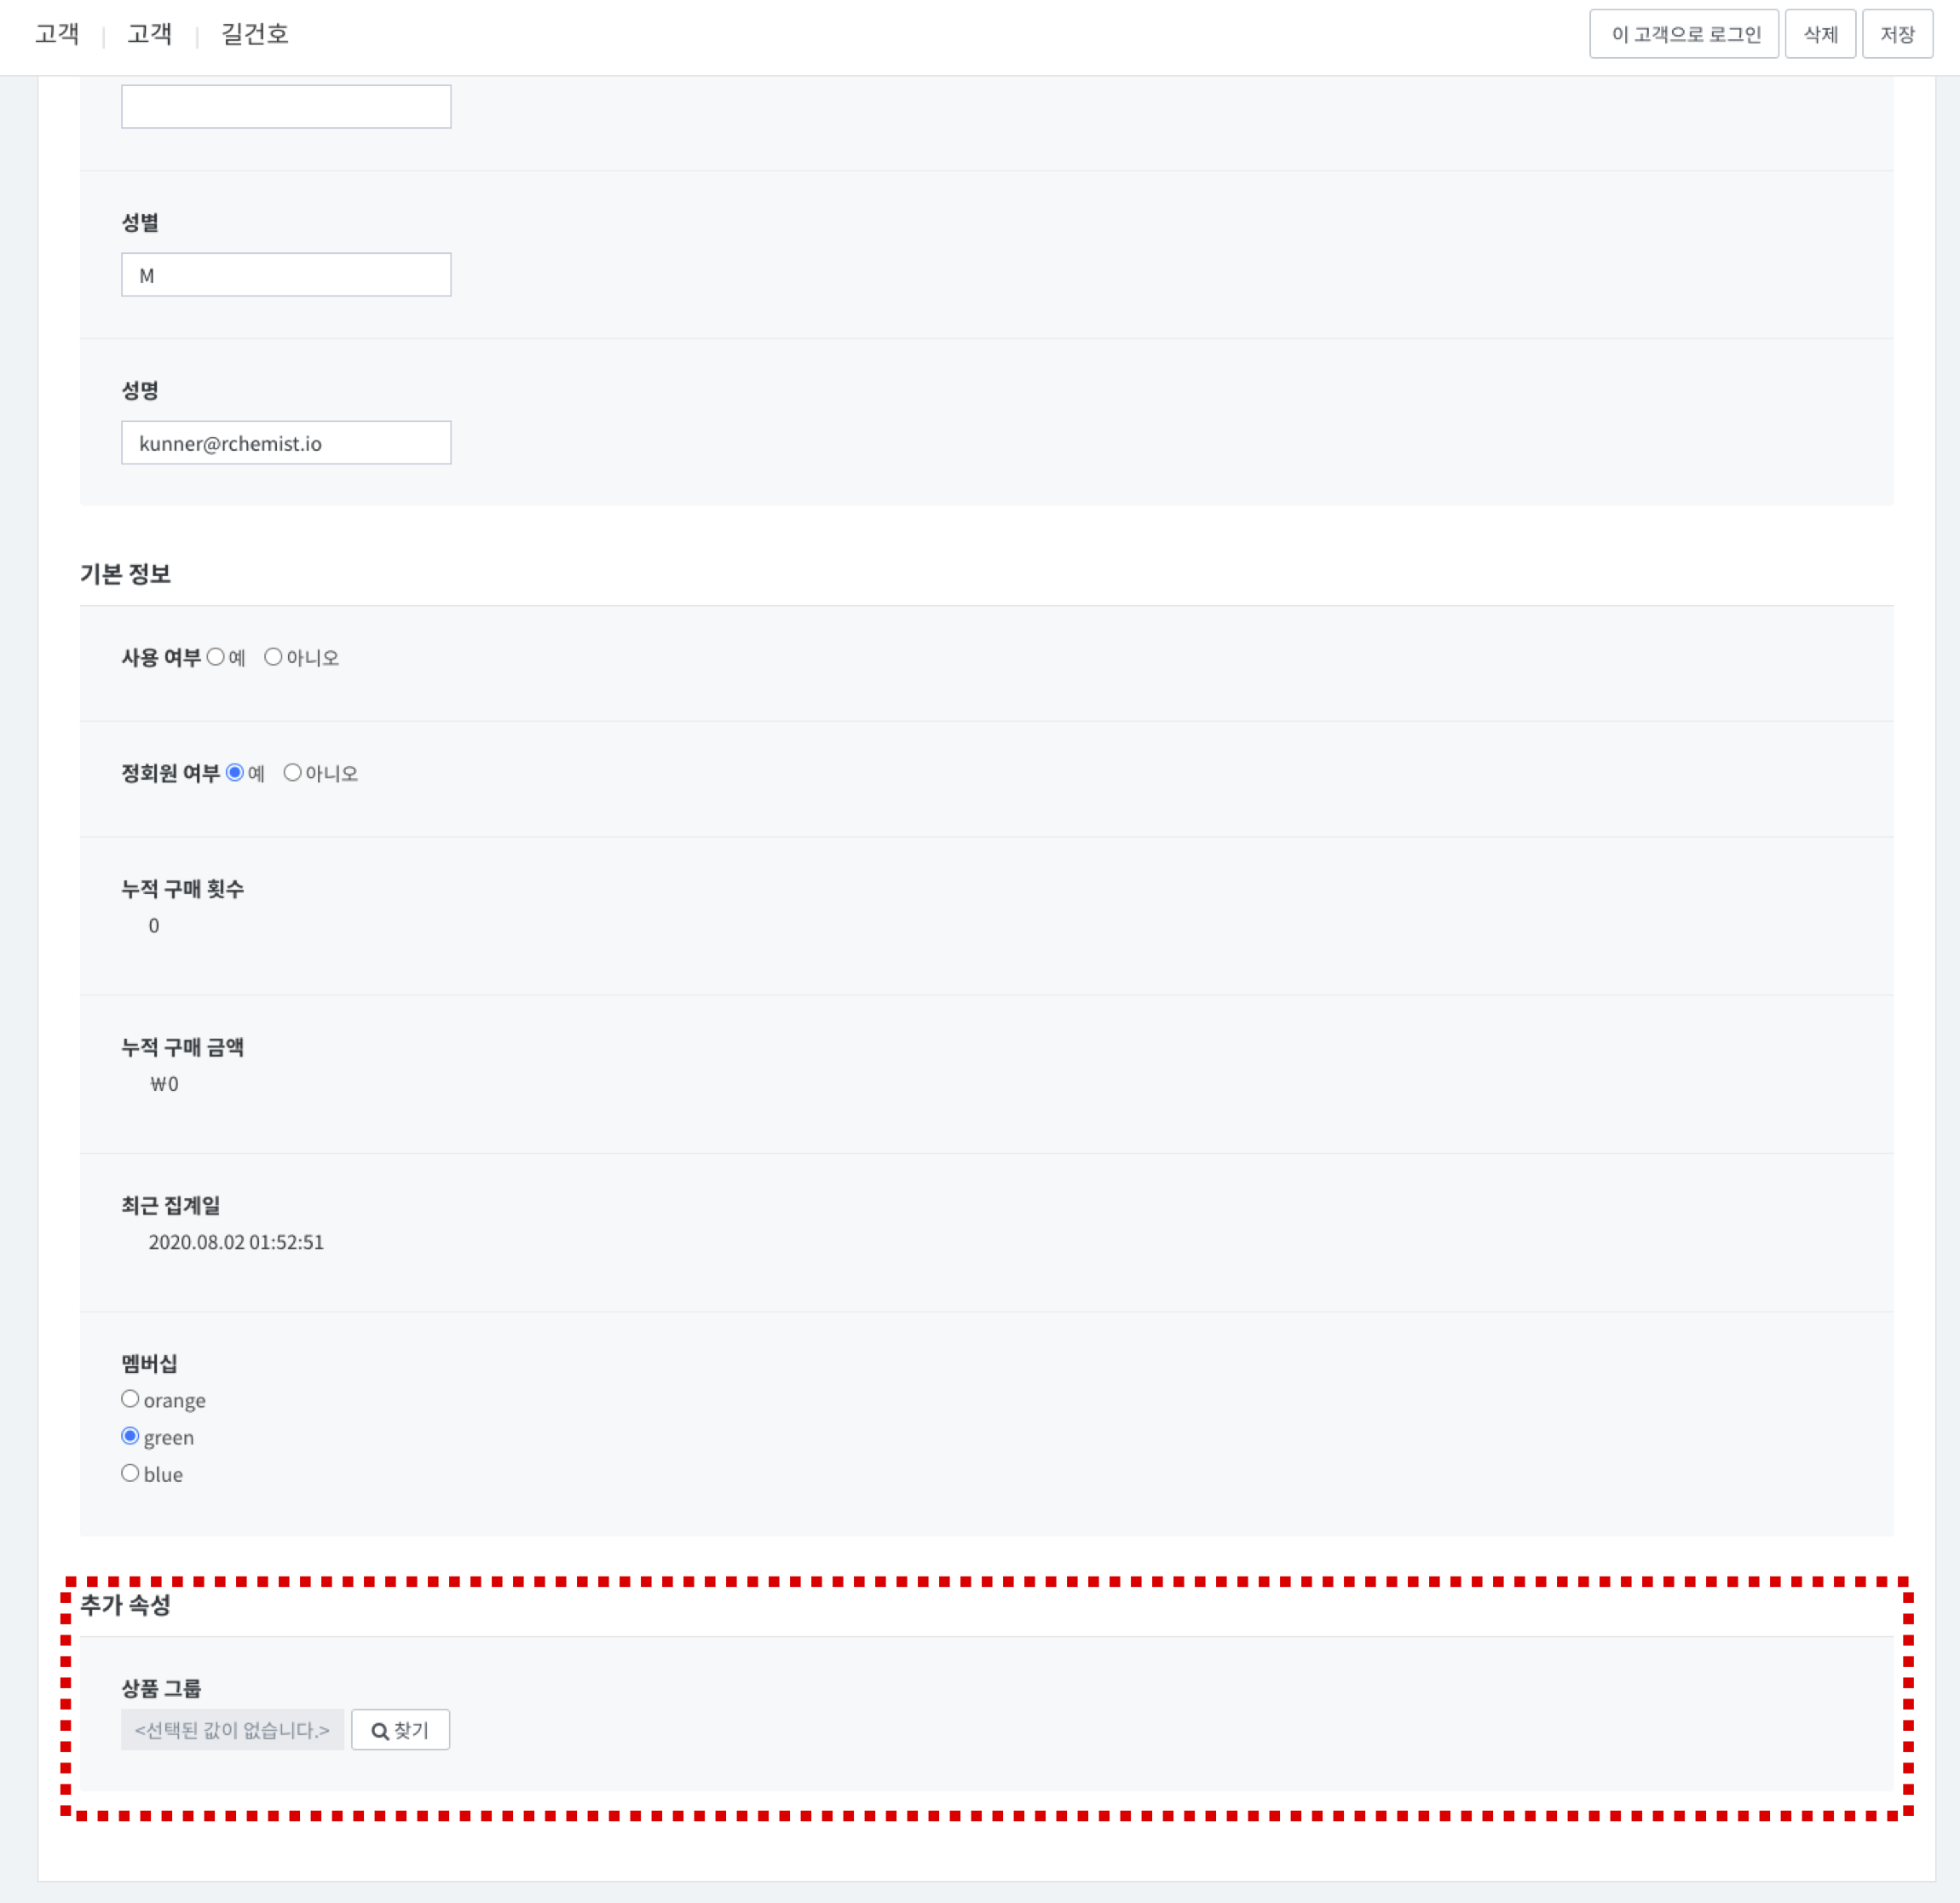 고객 | 고객 | 길건호 이 고객으로 로그인 삭제 저장
성별
M
성명
kunner@rchemist.io
기본 정보
사용 여부 예 아니오
정회원 여부 예 아니오
누적 구매 횟수
0
누적 구매 금액
₩0
최근 집계일
2020.08.02 01:52:51
멤버십
orange
green
blue
추가 속성
상품 그룹
<선택된 값이 없습니다.> 찾기